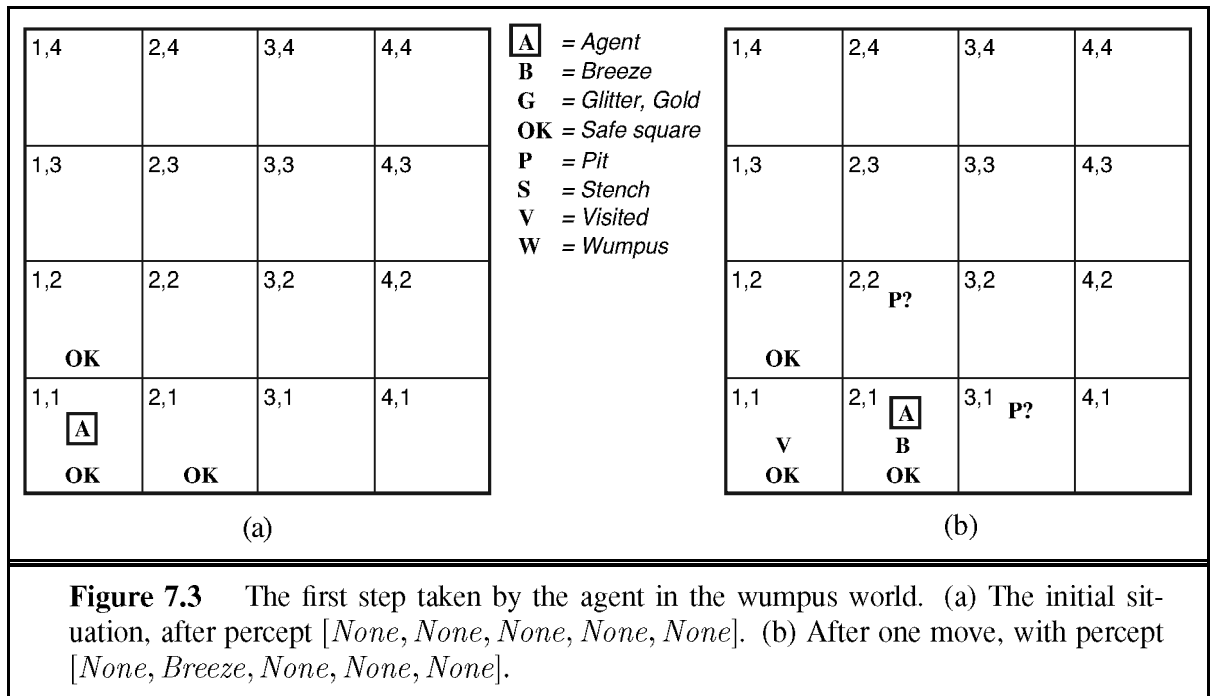 1,4 2,4 3,4 4,4
1,3 2,3 3,3 4,3
1,2 2,2 3,2 4,2
OK
1,1 2,1 3,1 4,1
A
OK OK
(a)
A = Agent
B = Breeze
G = Glitter, Gold
OK = Safe square
P = Pit
S = Stench
V = Visited
W = Wumpus
1,4 2,4 3,4 4,4
1,3 2,3 3,3 4,3
1,2 2,2 3,2 4,2
P?
OK
1,1 2,1 A 3,1 P? 4,1
V B
OK OK
(b)
Figure 7.3 The first step taken by the agent in the wumpus world. (a) The initial sit-
uation, after percept [None, None, None, None, None]. (b) After one move, with percept
[None, Breeze, None, None, None].